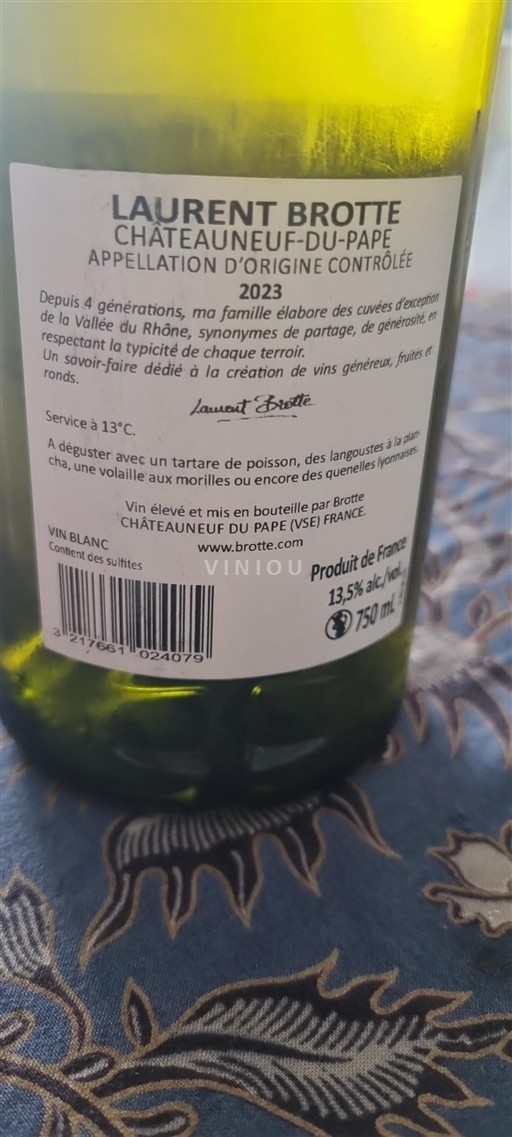 LAURENT BROTTE
CHÂTEAUNEUF-DU-PAPE
APPELLATION D'ORIGINE CONTRÔLÉE
2023
Depuis 4 générations, ma famille élabore des cuvées d'exception
de la Vallée du Rhône, synonymes de partage, de générosité, en
respectant la typicité de chaque terroir.
Un savoir-faire dédié à la création de vins généreux, fruités et
ronds.
Laurent Brotte
Service à 13°C.
A déguster avec un tartare de poisson, des langoustes à la plan-
cha, une volaille aux morilles ou encore des quenelles lyonnaises.
Vin élevé et mis en bouteille par Brotte
CHÂTEAUNEUF DU PAPE (VSE) FRANCE.
www.brotte.com
VIN BLANC
Contient des sulfites
VINIOU
Produit de France
13,5% alc./vol.
750 mL
3 217661 024079